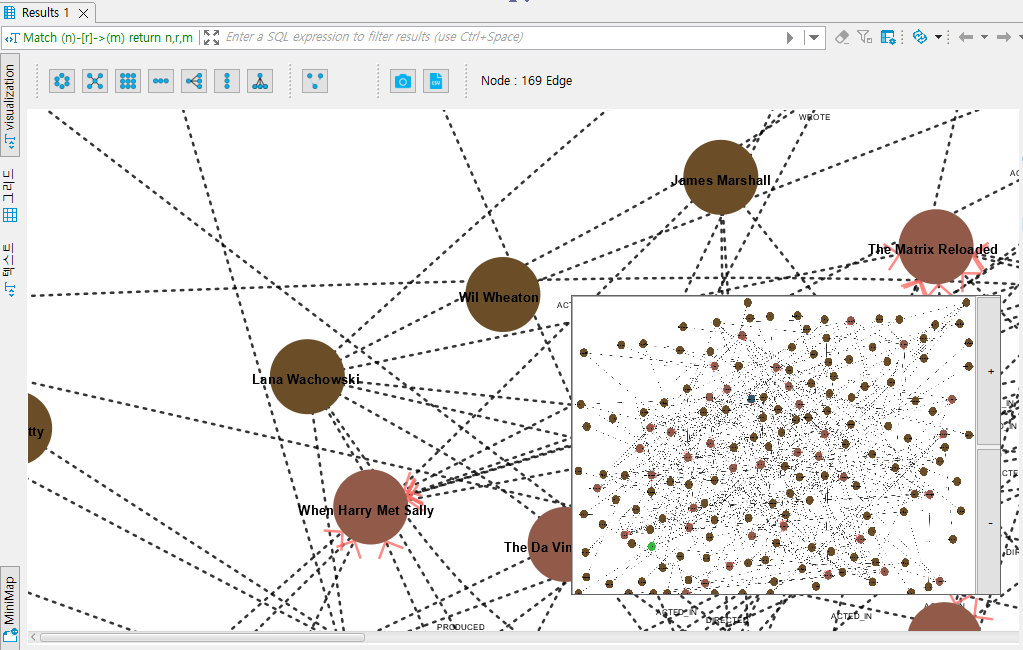 Results 1
Match (n)-[r]->(m) return n,r,m
Enter a SQL expression to filter results (use Ctrl+Space)
visualization
그리드
텍스트
MiniMap
Node : 169 Edge
WROTE
James Marshall
The Matrix Reloaded
Wil Wheaton
Lana Wachowski
tty
When Harry Met Sally
The Da Vin
+
-
ACTED_IN
DIRECTED
ACTED_IN
PRODUCED